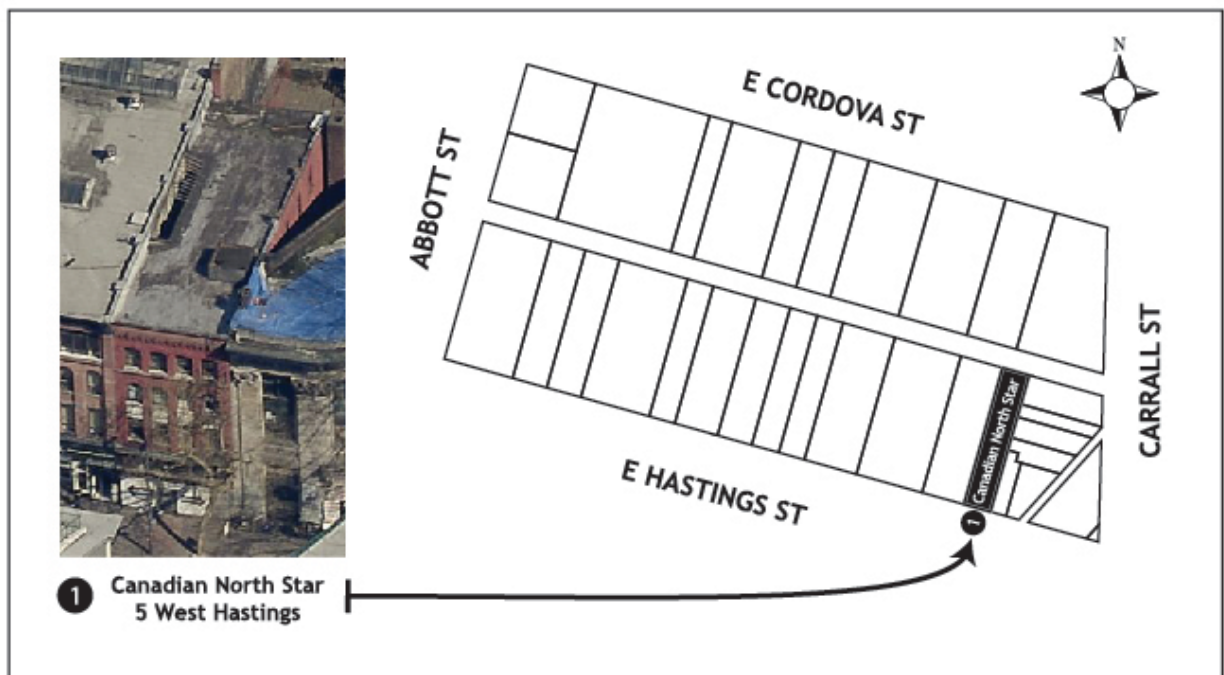 N
E CORDOVA ST
ABBOTT ST
CARRALL ST
Canadian North Star
E HASTINGS ST
1
1 Canadian North Star
5 West Hastings